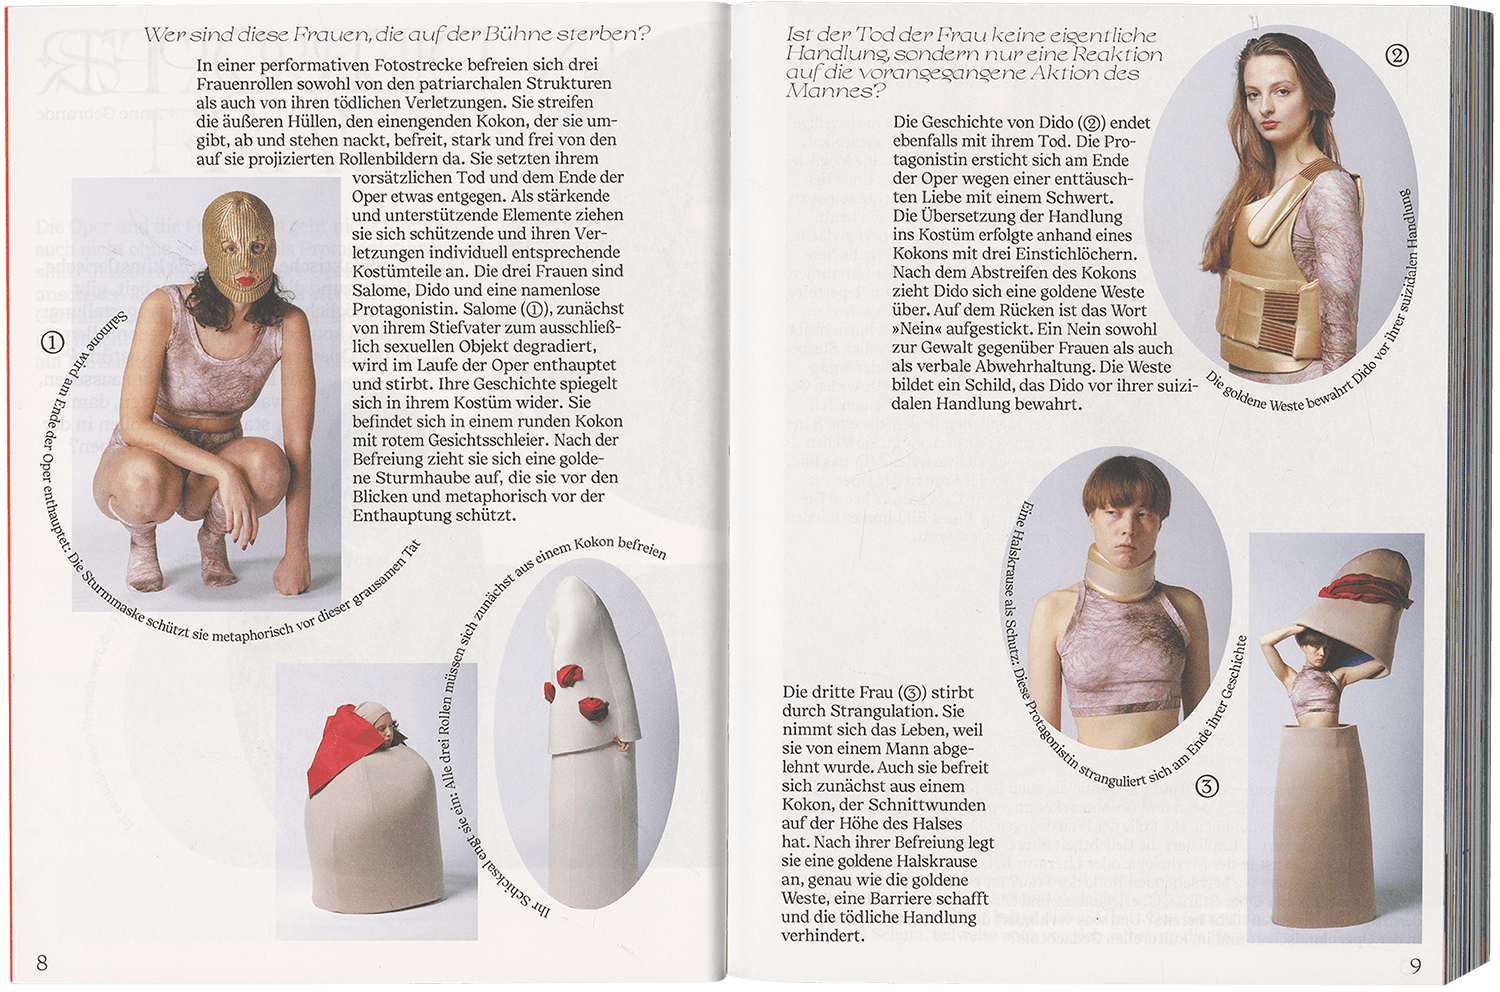 Wer sind diese Frauen, die auf der Bühne sterben?
In einer performativen Fotostrecke befreien sich drei
Frauenrollen sowohl von den patriarchalen Strukturen
als auch von ihren tödlichen Verletzungen. Sie streifen
die äußeren Hüllen, den einengenden Kokon, der sie um-
gibt, ab und stehen nackt, befreit, stark und frei von den
auf sie projizierten Rollenbildern da. Sie setzten ihrem
vorsätzlichen Tod und dem Ende der
Oper etwas entgegen. Als stärkende
und unterstützende Elemente ziehen
sie sich schützende und ihren Ver-
letzungen individuell entsprechende
Kostümteile an. Die drei Frauen sind
Salome, Dido und eine namenlose
Protagonistin. Salome (①), zunächst
von ihrem Stiefvater zum ausschließ-
lich sexuellen Objekt degradiert,
wird im Laufe der Oper enthauptet
und stirbt. Ihre Geschichte spiegelt
sich in ihrem Kostüm wider. Sie
befindet sich in einem runden Kokon
mit rotem Gesichtsschleier. Nach der
Befreiung zieht sie sich eine golde-
ne Sturmhaube auf, die sie vor den
Blicken und metaphorisch vor der
Enthauptung schützt.
①
Salmone wird am Ende der Oper enthauptet: Die Sturmmaske schützt sie metaphorisch vor dieser grausamen Tat
Ihr Schicksal engt sie ein: Alle drei Rollen müssen sich zunächst aus einem Kokon befreien
8
Ist der Tod der Frau keine eigentliche
Handlung, sondern nur eine Reaktion
auf die vorangegangene Aktion des
Mannes?
②
Die Geschichte von Dido (②) endet
ebenfalls mit ihrem Tod. Die Pro-
tagonistin ersticht sich am Ende
der Oper wegen einer enttäusch-
ten Liebe mit einem Schwert.
Die Übersetzung der Handlung
ins Kostüm erfolgte anhand eines
Kokons mit drei Einstichlöchern.
Nach dem Abstreifen des Kokons
zieht Dido sich eine goldene Weste
über. Auf dem Rücken ist das Wort
»Nein« aufgestickt. Ein Nein sowohl
zur Gewalt gegenüber Frauen als auch
als verbale Abwehrhaltung. Die Weste
bildet ein Schild, das Dido vor ihrer suizi-
dalen Handlung bewahrt.
Die goldene Weste bewahrt Dido vor ihrer suizidalen Handlung
Eine Halskrause als Schutz: Diese Protagonistin stranguliert sich am Ende ihrer Geschichte
③
Die dritte Frau (③) stirbt
durch Strangulation. Sie
nimmt sich das Leben, weil
sie von einem Mann abge-
lehnt wurde. Auch sie befreit
sich zunächst aus einem
Kokon, der Schnittwunden
auf der Höhe des Halses
hat. Nach ihrer Befreiung legt
sie eine goldene Halskrause
an, genau wie die goldene
Weste, eine Barriere schafft
und die tödliche Handlung
verhindert.
9